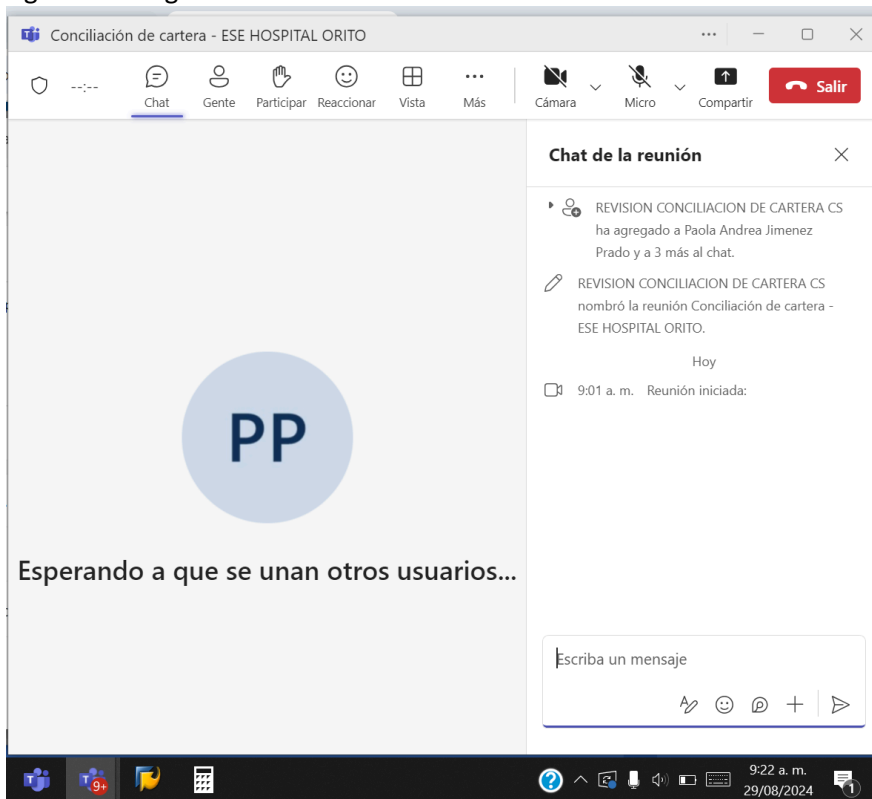 Conciliación de cartera - ESE HOSPITAL ORITO
--:--
Chat
Gente
Participar
Reaccionar
Vista
Más
Cámara
Micro
Compartir
Salir
Chat de la reunión
REVISION CONCILIACION DE CARTERA CS
ha agregado a Paola Andrea Jimenez
Prado y a 3 más al chat.
REVISION CONCILIACION DE CARTERA CS
nombró la reunión Conciliación de cartera -
ESE HOSPITAL ORITO.
Hoy
9:01 a. m. Reunión iniciada:
PP
Esperando a que se unan otros usuarios...
Escriba un mensaje
9+
9:22 a. m.
29/08/2024
1